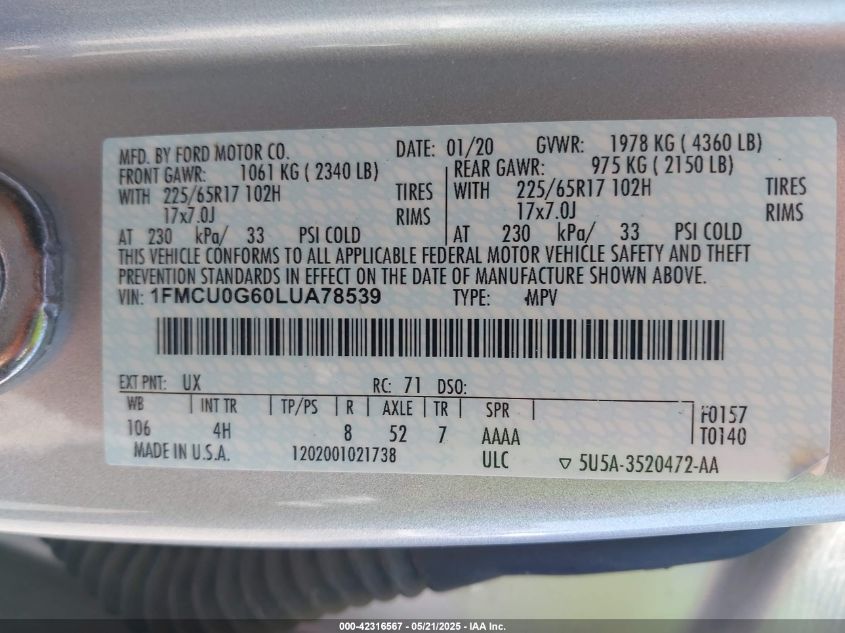 MFD. BY FORD MOTOR CO. DATE: 01/20 GVWR: 1978 KG ( 4360 LB)
FRONT GAWR: 1061 KG ( 2340 LB) REAR GAWR: 975 KG ( 2150 LB)
WITH 225/65R17 102H TIRES WITH 225/65R17 102H TIRES
17x7.0J RIMS 17x7.0J RIMS
AT 230 kPa/ 33 PSI COLD AT 230 kPa/ 33 PSI COLD
THIS VEHICLE CONFORMS TO ALL APPLICABLE FEDERAL MOTOR VEHICLE SAFETY AND THEFT
PREVENTION STANDARDS IN EFFECT ON THE DATE OF MANUFACTURE SHOWN ABOVE.
VIN: 1FMCU0G60LUA78539 TYPE: MPV
EXT PNT: UX RC: 71 DSO:
WB INT TR TP/PS R AXLE TR SPR F0157
106 4H 8 52 7 AAAA T0140
MADE IN U.S.A. 1202001021738 ULC ▽ 5U5A-3520472-AA
000-42316567 - 05/21/2025 - IAA Inc.